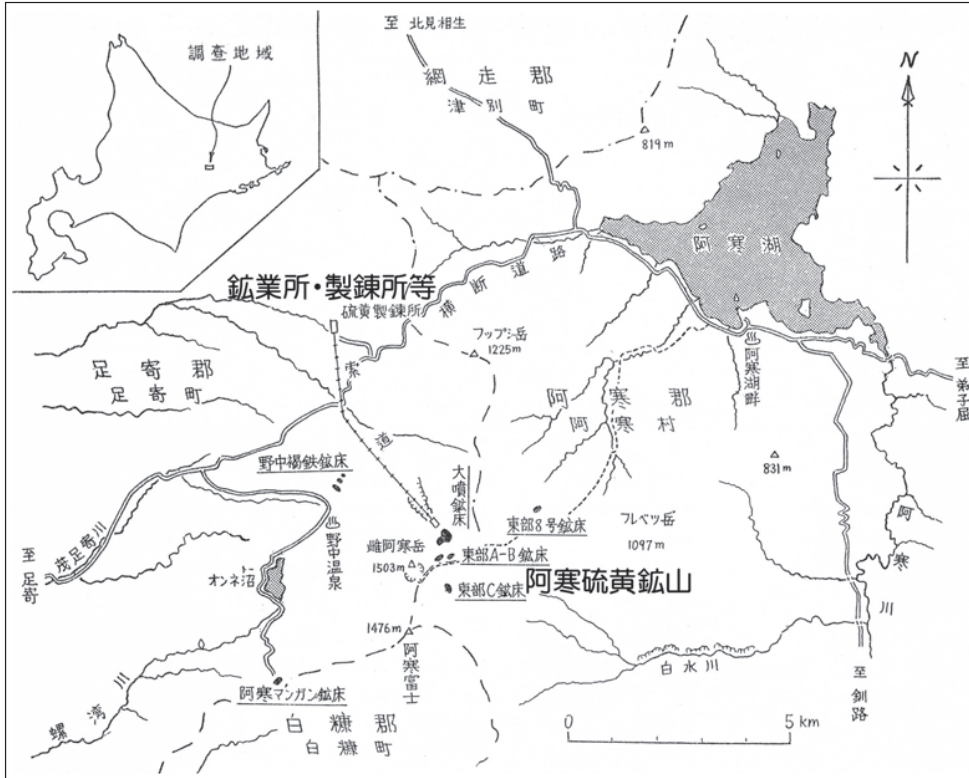 調査地域
至 北見相生
網走郡
津別町
819m
N
阿寒湖
横断道路
鉱業所・製錬所等
硫黄製錬所
フップシ岳
1225m
足寄郡
足寄町
索道
阿寒郡
阿寒村
阿寒湖畔
至 弟子屈
831m
野中褐鉄鉱床
大噴鉱床
東部8号鉱床
フレベツ岳
1097m
至 足寄
茂足寄川
野中温泉
オンネ沼
雌阿寒岳
1503m
東部A-B鉱床
東部C鉱床
阿寒硫黄鉱山
阿寒川
1476m
阿寒富士
白水川
至 釧路
螺湾川
阿寒マンガン鉱床
白糠郡
白糠町
0
5 km